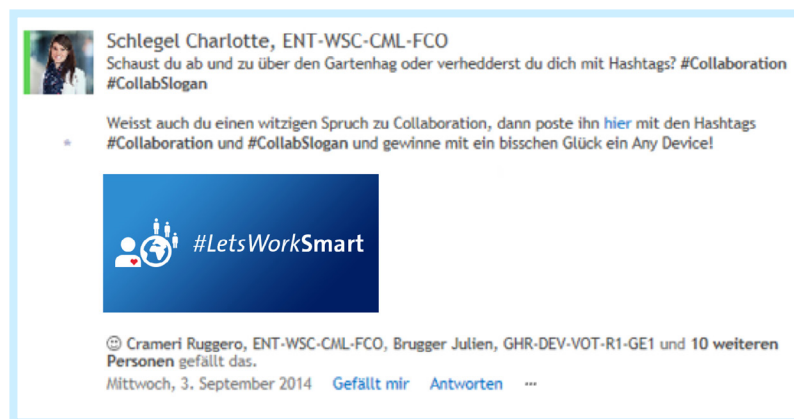 Schlegel Charlotte, ENT-WSC-CML-FCO
Schaust du ab und zu über den Gartenhag oder verhedderst du dich mit Hashtags? #Collaboration
#CollabSlogan
Weisst auch du einen witzigen Spruch zu Collaboration, dann poste ihn hier mit den Hashtags
#Collaboration und #CollabSlogan und gewinne mit ein bisschen Glück ein Any Device!
#LetsWorkSmart
Crameri Ruggero, ENT-WSC-CML-FCO, Brugger Julien, GHR-DEV-VOT-R1-GE1 und 10 weiteren
Personen gefällt das.
Mittwoch, 3. September 2014 Gefällt mir Antworten ...